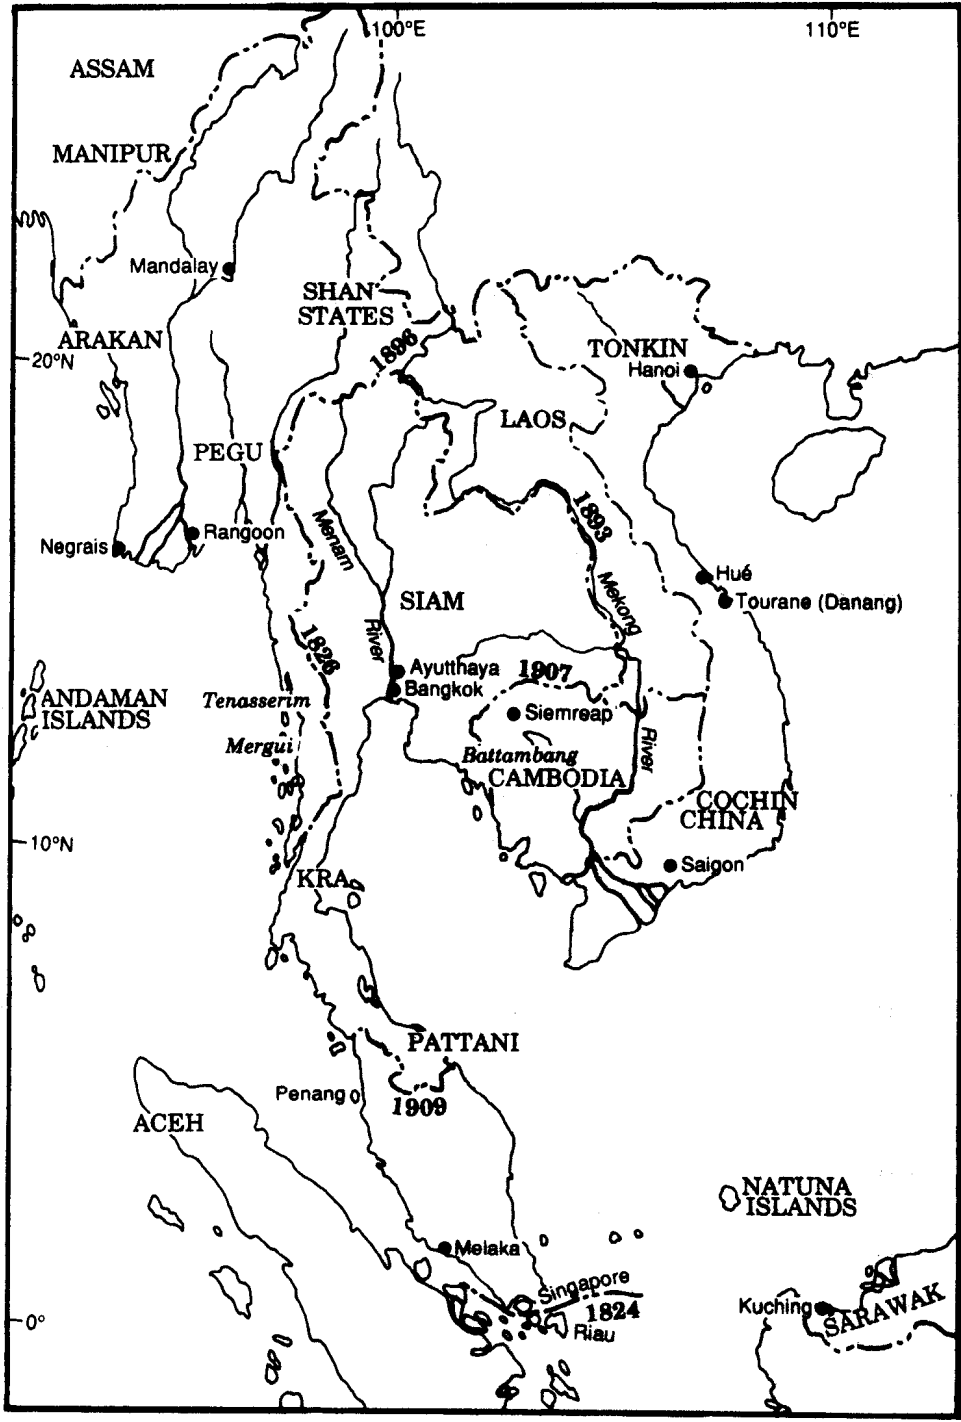 100°E
110°E
ASSAM
MANIPUR
Mandalay
SHAN
STATES
ARAKAN
1896
20°N
TONKIN
Hanoi
LAOS
PEGU
1893
Menam
Rangoon
Negrais
Hué
Mekong
SIAM
Tourane (Danang)
River
1826
Ayutthaya
1907
Bangkok
ANDAMAN
ISLANDS
Tenasserim
Siemreap
River
Mergui
Battambang
CAMBODIA
COCHIN
CHINA
10°N
Saigon
KRA
PATTANI
Penang
1909
ACEH
NATUNA
ISLANDS
Melaka
Singapore
1824
Kuching
SARAWAK
0°
Riau